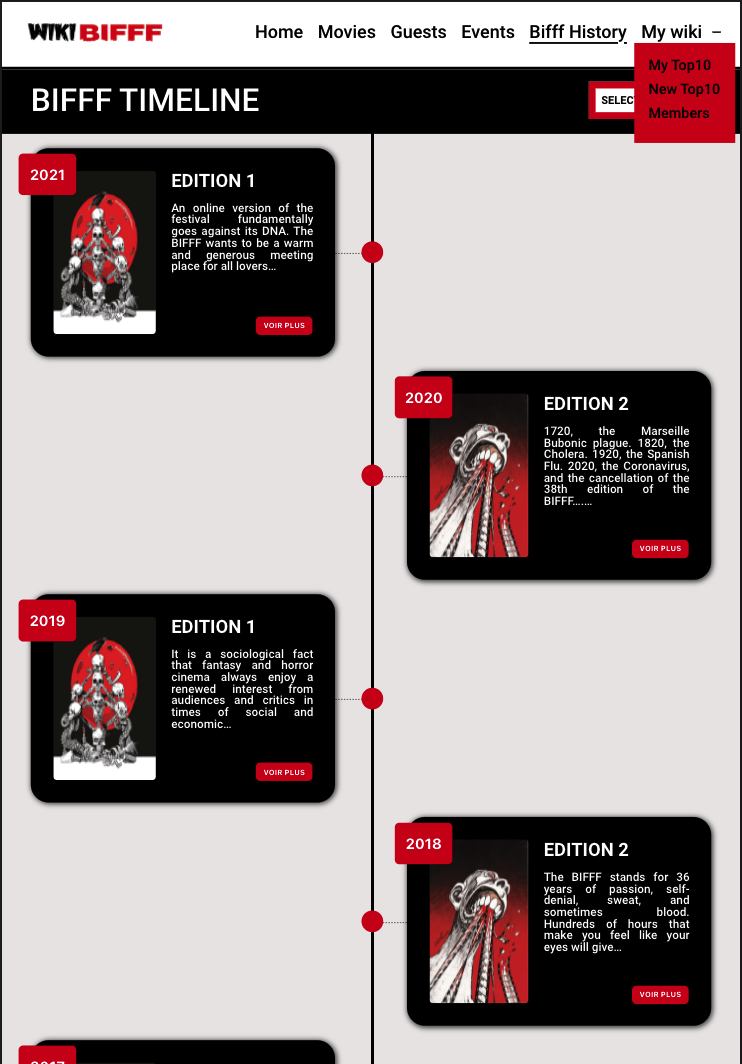 WIKI BIFFF
Home Movies Guests Events Bifff History My wiki –
My Top10
New Top10
Members
BIFFF TIMELINE
2021
EDITION 1
An online version of the
festival fundamentally
goes against its DNA. The
BIFFF wants to be a warm
and generous meeting
place for all lovers...
VOIR PLUS
2020
EDITION 2
1720, the Marseille
Bubonic plague. 1820, the
Cholera. 1920, the Spanish
Flu. 2020, the Coronavirus,
and the cancellation of the
38th edition of the
BIFFF.......
VOIR PLUS
2019
EDITION 1
It is a sociological fact
that fantasy and horror
cinema always enjoy a
renewed interest from
audiences and critics in
times of social and
economic...
VOIR PLUS
2018
EDITION 2
The BIFFF stands for 36
years of passion, self-
denial, sweat, and
sometimes blood.
Hundreds of hours that
make you feel like your
eyes will give...
VOIR PLUS